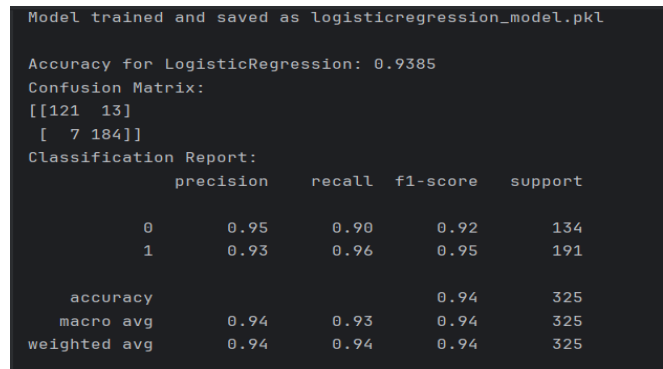 Model trained and saved as logisticregression_model.pkl
Accuracy for LogisticRegression: 0.9385
Confusion Matrix:
[[121  13]
 [  7 184]]
Classification Report:
              precision    recall  f1-score   support
           0       0.95      0.90      0.92       134
           1       0.93      0.96      0.95       191
    accuracy                           0.94       325
   macro avg       0.94      0.93      0.94       325
weighted avg       0.94      0.94      0.94       325